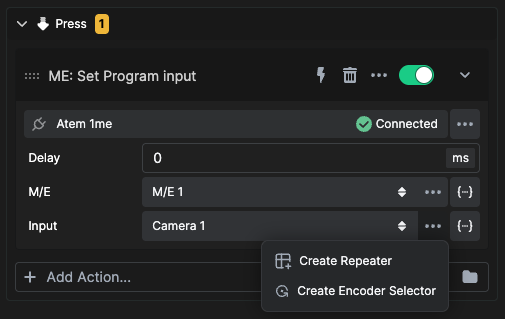 Press 1
ME: Set Program input
Atem 1me Connected
Delay 0 ms
M/E M/E 1
Input Camera 1
Create Repeater
Add Action...
Create Encoder Selector